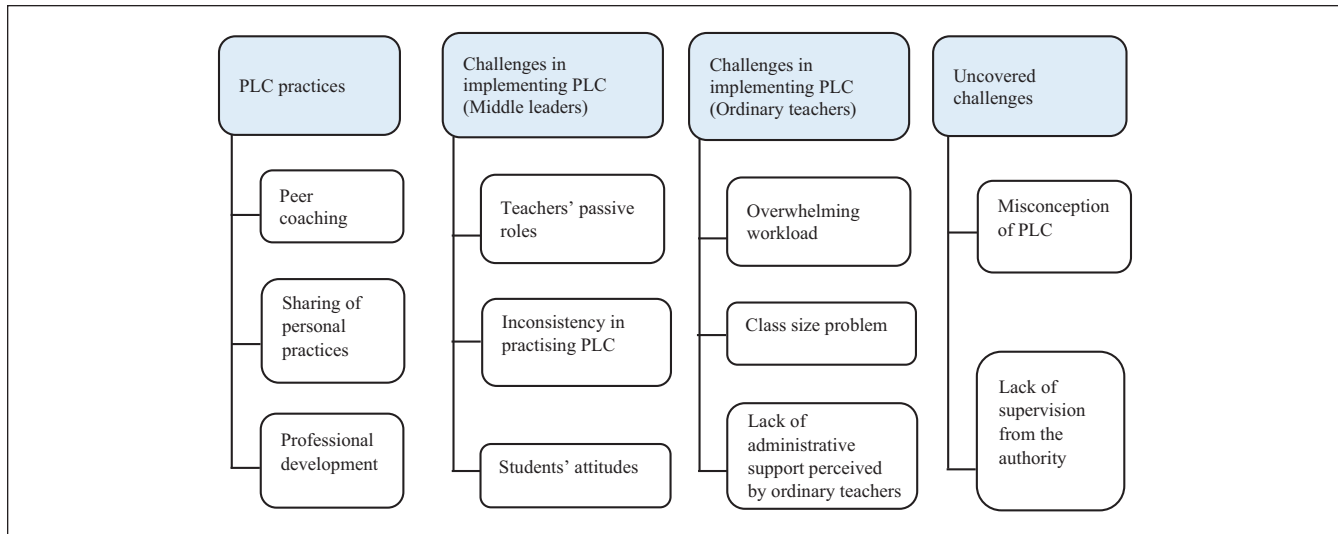 PLC practices
Peer
coaching
Sharing of
personal
practices
Professional
development
Challenges in
implementing PLC
(Middle leaders)
Teachers’ passive
roles
Inconsistency in
practising PLC
Students’ attitudes
Challenges in
implementing PLC
(Ordinary teachers)
Overwhelming
workload
Class size problem
Lack of
administrative
support perceived
by ordinary teachers
Uncovered
challenges
Misconception
of PLC
Lack of
supervision
from the
authority